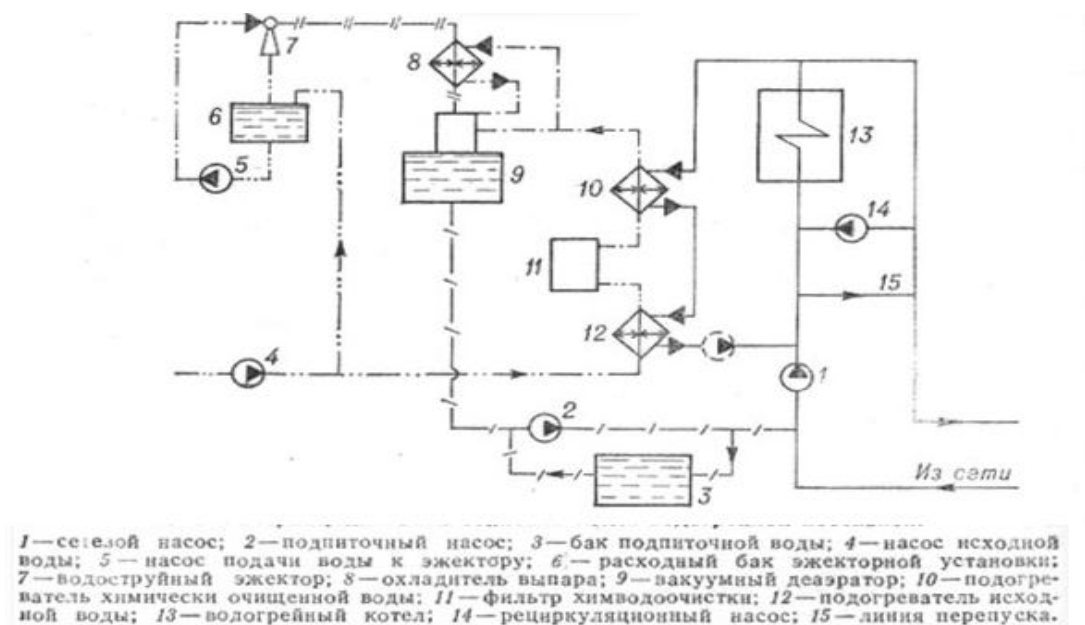 7
8
6
13
5
9
10
14
11
15
12
4
1
2
Из сети
3
1—сетевой насос; 2—подпиточный насос; 3—бак подпиточной воды; 4—насос исходной
воды; 5 — насос подачи воды к эжектору; 6 — расходный бак эжекторной установки;
7—водоструйный эжектор; 8—охладитель выпара; 9—вакуумный деаэратор; 10—подогре-
ватель химически очищенной воды; 11—фильтр химводоочистки; 12—подогреватель исход-
ной воды; 13—водогрейный котел; 14—рециркуляционный насос; 15—линия перепуска.